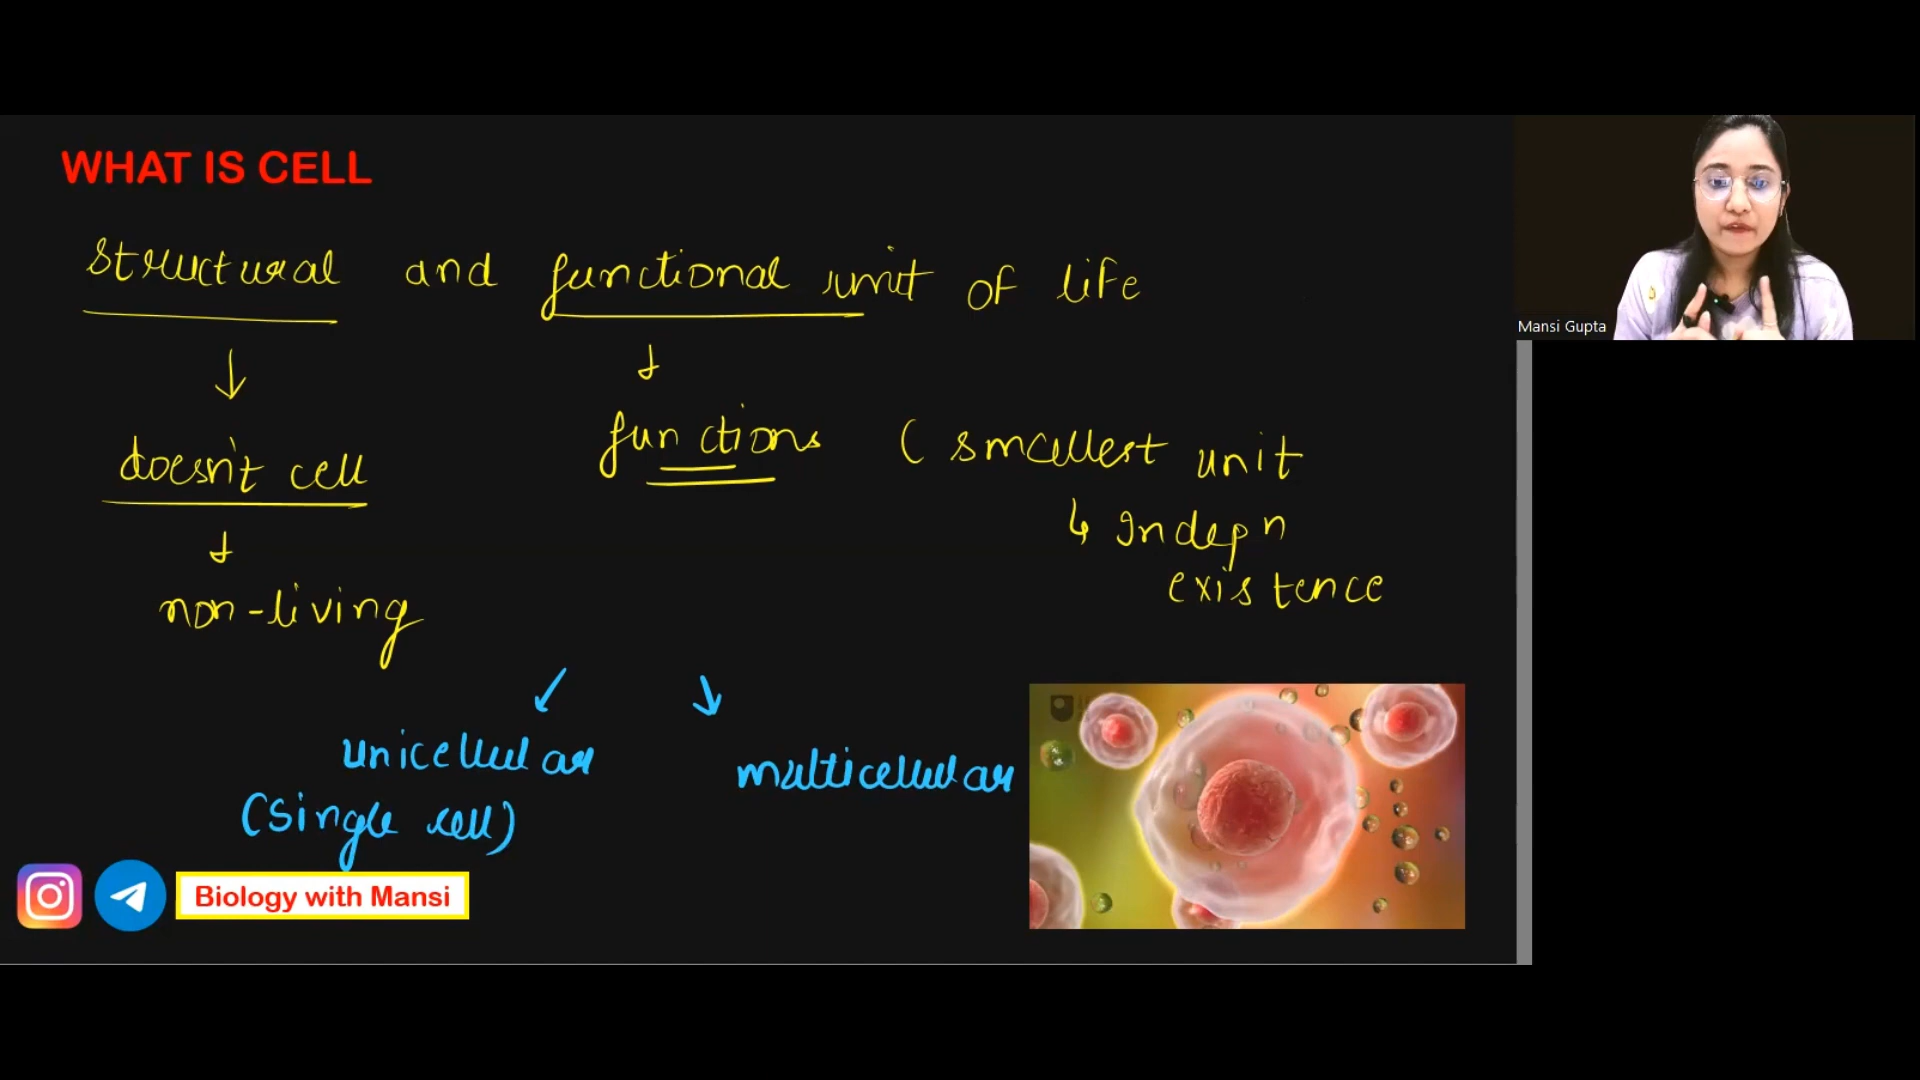 WHAT IS CELL
structural and functional unit of life
doesn't cell
functions (smallest unit
↳ Indepn
existence
non-living
unicellular
multicellular
(single cell)
Biology with Mansi
Mansi Gupta